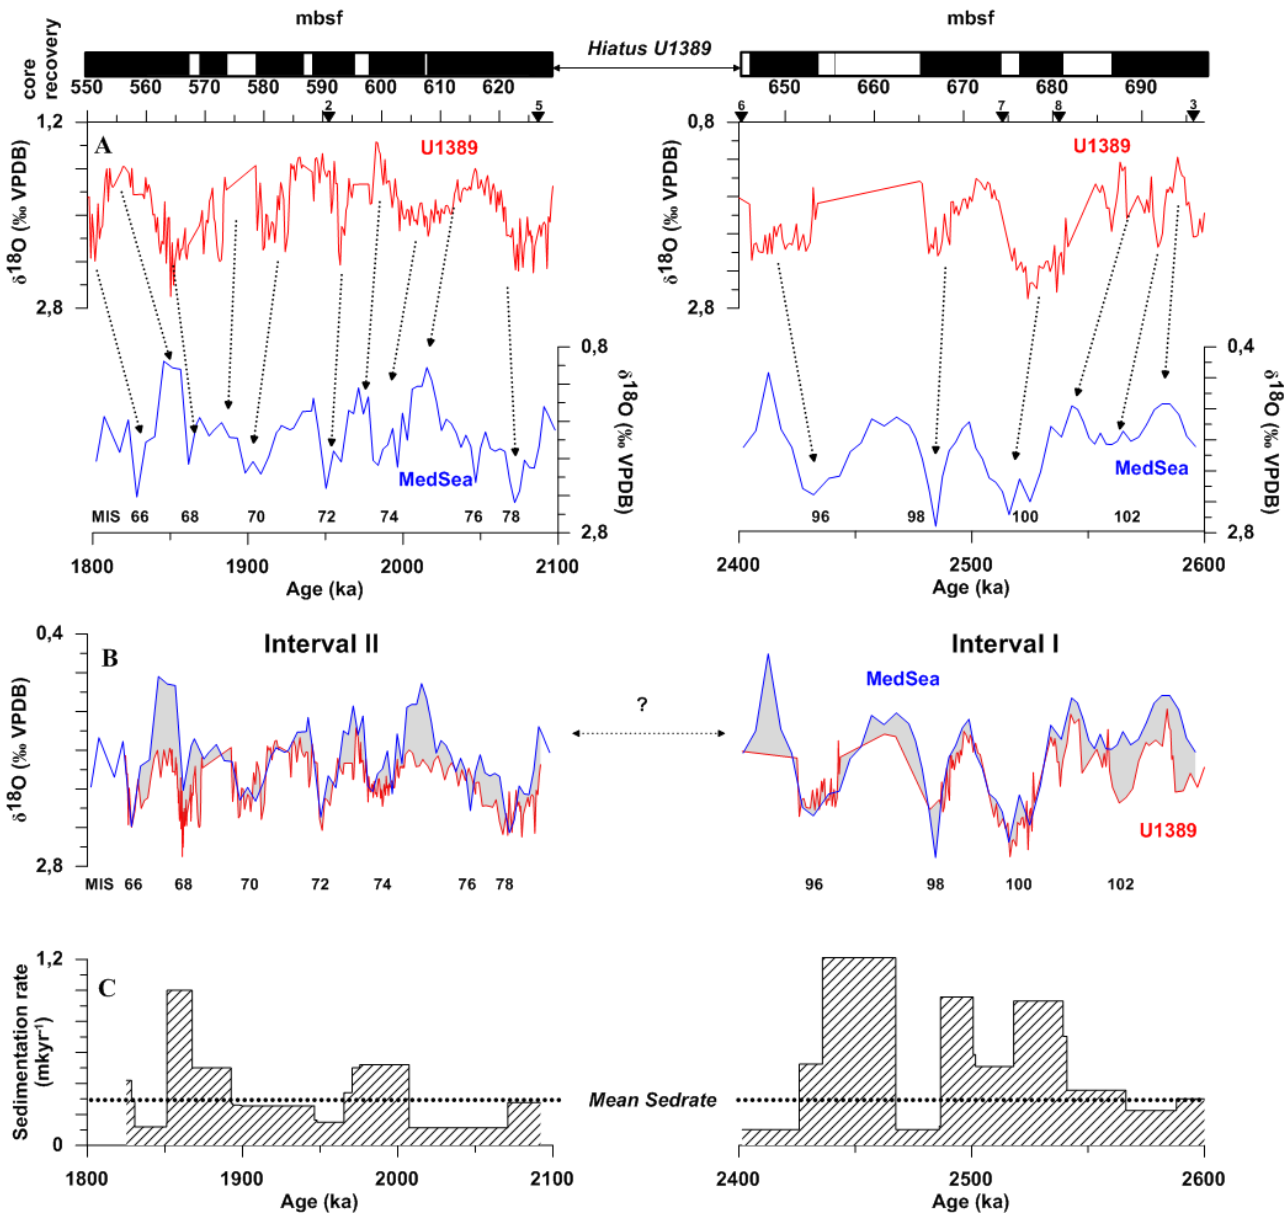 mbsf
mbsf
core recovery
Hiatus U1389
550 560 570 580 590 600 610 620
650 660 670 680 690
2 5
6 7 8 3
1,2
0,8
A
U1389
U1389
δ18O (‰ VPDB)
δ18O (‰ VPDB)
2,8
2,8
0,8
0,4
δ18O (‰ VPDB)
δ18O (‰ VPDB)
MedSea
MedSea
MIS 66 68 70 72 74 76 78
96 98 100 102
2,8
2,8
1800 1900 2000 2100
2400 2500 2600
Age (ka)
Age (ka)
0,4
B
Interval II
Interval I
δ18O (‰ VPDB)
MedSea
?
U1389
2,8
MIS 66 68 70 72 74 76 78
96 98 100 102
1,2
C
Sedimentation rate
(mkyr⁻¹)
Mean Sedrate
0
1800 1900 2000 2100
2400 2500 2600
Age (ka)
Age (ka)